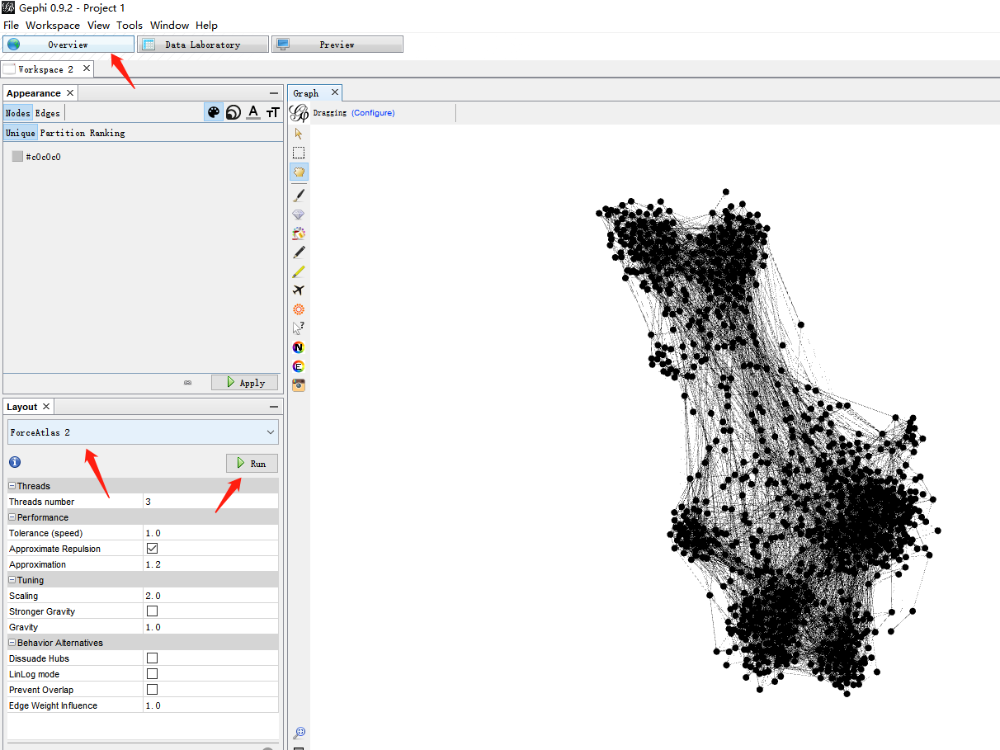 Gephi 0.9.2 - Project 1
File Workspace View Tools Window Help
Overview Data Laboratory Preview
Workspace 2
Appearance
Nodes Edges
Unique Partition Ranking
#c0c0c0
Apply
Graph
Dragging (Configure)
Layout
ForceAtlas 2
Run
Threads
Threads number 3
Performance
Tolerance (speed) 1.0
Approximate Repulsion
Approximation 1.2
Tuning
Scaling 2.0
Stronger Gravity
Gravity 1.0
Behavior Alternatives
Dissuade Hubs
LinLog mode
Prevent Overlap
Edge Weight Influence 1.0